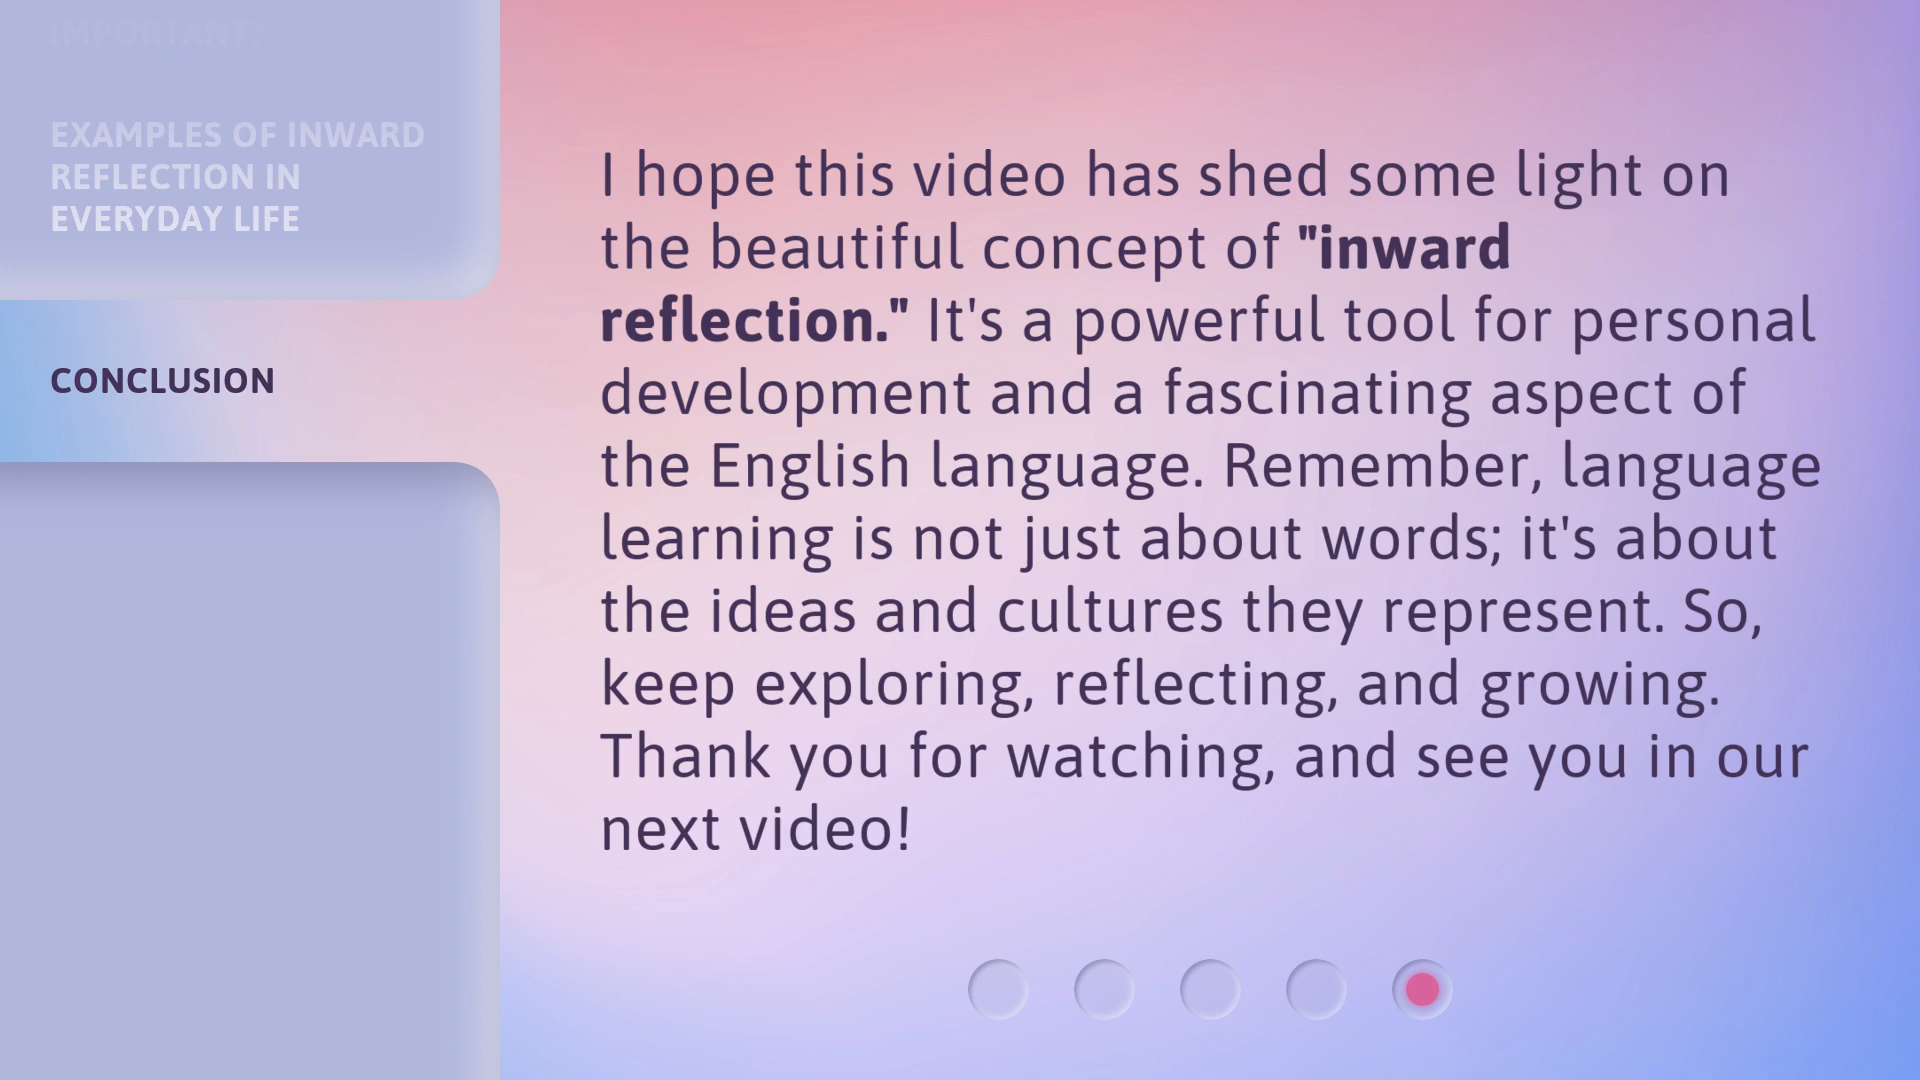 IMPORTANT?
EXAMPLES OF INWARD
REFLECTION IN
EVERYDAY LIFE
CONCLUSION
I hope this video has shed some light on
the beautiful concept of "inward
reflection." It's a powerful tool for personal
development and a fascinating aspect of
the English language. Remember, language
learning is not just about words; it's about
the ideas and cultures they represent. So,
keep exploring, reflecting, and growing.
Thank you for watching, and see you in our
next video!